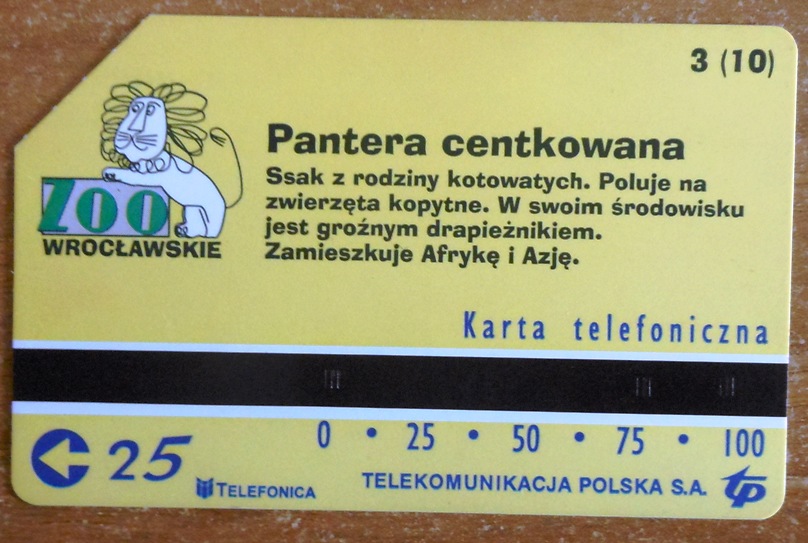 3 (10)
Pantera centkowana
Ssak z rodziny kotowatych. Poluje na
zwierzęta kopytne. W swoim środowisku
jest groźnym drapieżnikiem.
Zamieszkuje Afrykę i Azję.
ZOO
WROCŁAWSKIE
Karta telefoniczna
0 • 25 • 50 • 75 • 100
25
TELEFONICA
TELEKOMUNIKACJA POLSKA S.A.
tp